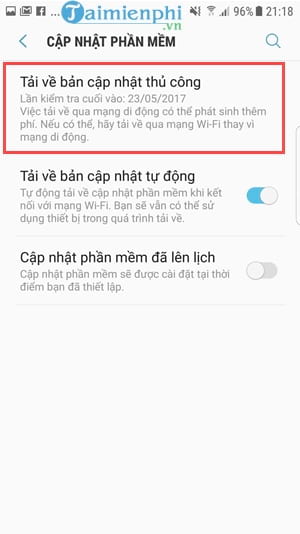 Taimienphi
.vn
96% 21:18
CẬP NHẬT PHẦN MỀM
Tải về bản cập nhật thủ công
Lần kiểm tra cuối vào: 23/05/2017
Việc tải về qua mạng di động có thể phát sinh thêm
phí. Nếu có thể, hãy tải về qua mạng Wi-Fi thay vì
mạng di động.
Tải về bản cập nhật tự động
Tự động tải về cập nhật phần mềm khi kết
nối với mạng Wi-Fi. Bạn sẽ vẫn có thể sử
dụng thiết bị trong quá trình tải về.
Cập nhật phần mềm đã lên lịch
Cập nhật phần mềm sẽ được cài đặt tại thời
điểm bạn đã thiết lập.